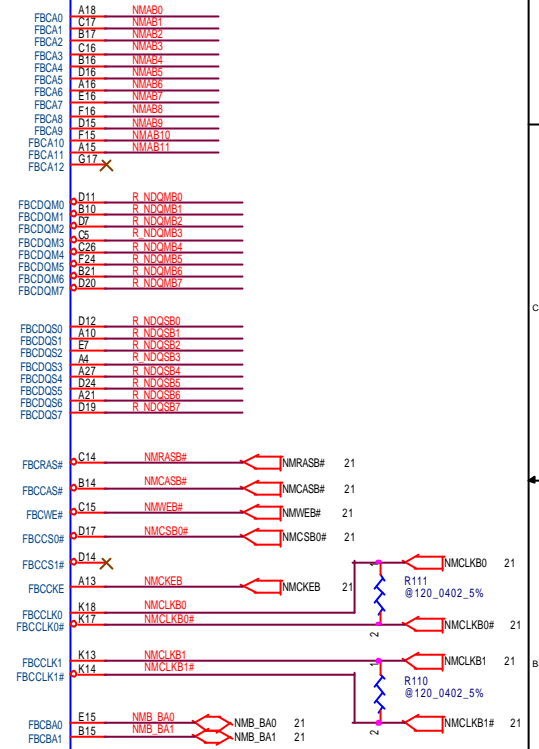 FBCA0 A18 NMAB0
FBCA1 C17 NMAB1
FBCA2 B17 NMAB2
FBCA3 C16 NMAB3
FBCA4 B16 NMAB4
FBCA5 D16 NMAB5
FBCA6 A16 NMAB6
FBCA7 E16 NMAB7
FBCA8 F16 NMAB8
FBCA9 D15 NMAB9
FBCA10 F15 NMAB10
FBCA11 A15 NMAB11
FBCA12 G17
FBCDQM0 D11 R_NDQMB0
FBCDQM1 B10 R_NDQMB1
FBCDQM2 D7 R_NDQMB2
FBCDQM3 C5 R_NDQMB3
FBCDQM4 C26 R_NDQMB4
FBCDQM5 F24 R_NDQMB5
FBCDQM6 B21 R_NDQMB6
FBCDQM7 D20 R_NDQMB7
C
FBCDQS0 D12 R_NDQSB0
FBCDQS1 A10 R_NDQSB1
FBCDQS2 E7 R_NDQSB2
FBCDQS3 A4 R_NDQSB3
FBCDQS4 A27 R_NDQSB4
FBCDQS5 D24 R_NDQSB5
FBCDQS6 A21 R_NDQSB6
FBCDQS7 D19 R_NDQSB7
FBCRAS# C14 NMRASB# NMRASB# 21
FBCCAS# B14 NMCASB# NMCASB# 21
FBCWE# C15 NMWEB# NMWEB# 21
FBCCS0# D17 NMCSB0# NMCSB0# 21
FBCCS1# D14
1 NMCLKB0 21
FBCCKE A13 NMCKEB NMCKEB 21
R111
@120_0402_5%
FBCCLK0 K18 NMCLKB0
FBCCLK0# K17 NMCLKB0# 2 NMCLKB0# 21
FBCCLK1 K13 NMCLKB1 1 NMCLKB1 21
B
FBCCLK1# K14 NMCLKB1#
R110
@120_0402_5%
2 NMCLKB1# 21
FBCBA0 E15 NMB_BA0 NMB_BA0 21
FBCBA1 B15 NMB_BA1 NMB_BA1 21